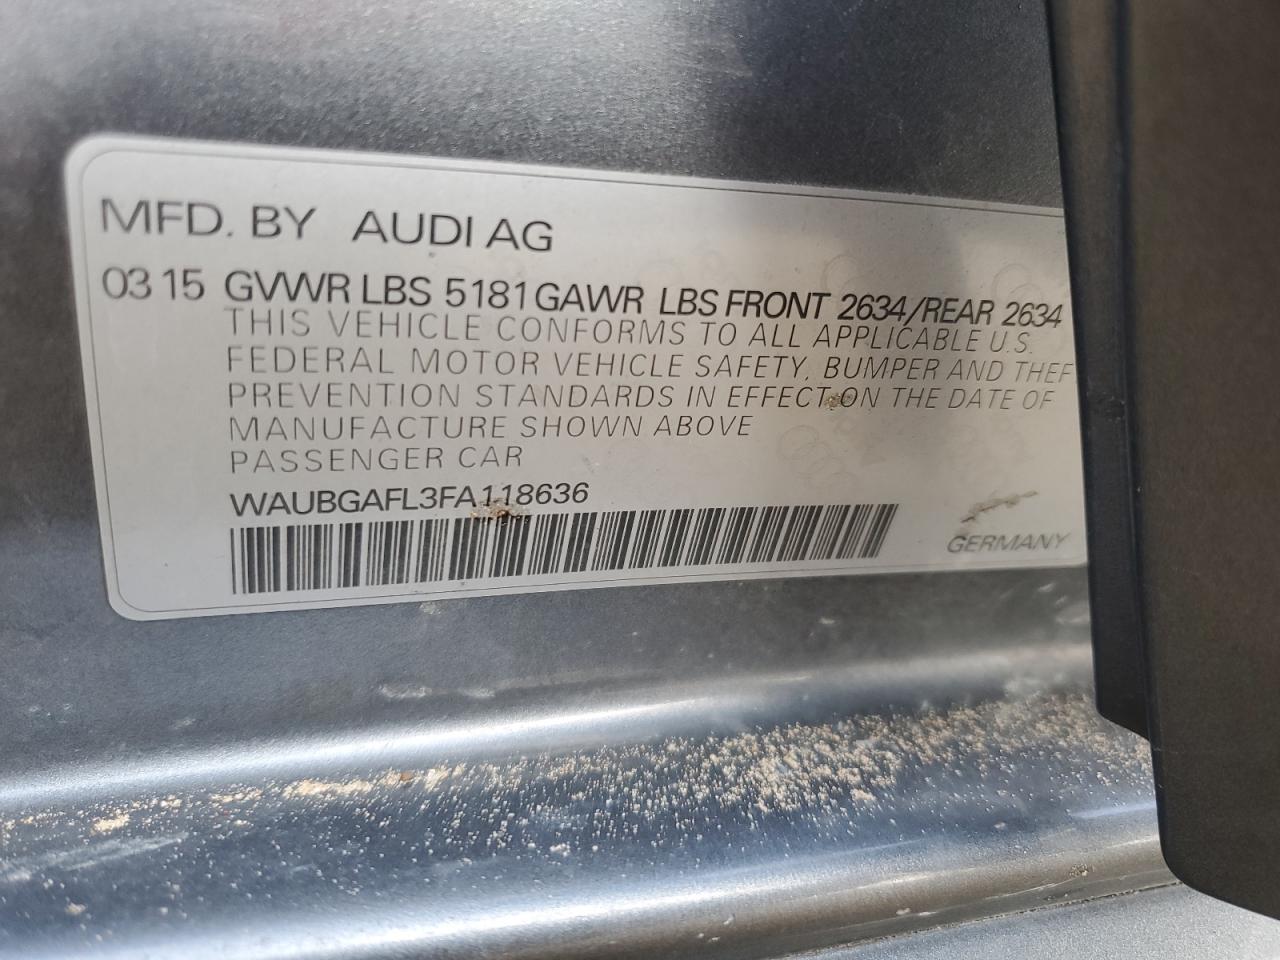 MFD. BY AUDI AG
03 15 GVWR LBS 5181 GAWR LBS FRONT 2634/REAR 2634
THIS VEHICLE CONFORMS TO ALL APPLICABLE U.S.
FEDERAL MOTOR VEHICLE SAFETY, BUMPER AND THEF
PREVENTION STANDARDS IN EFFECT ON THE DATE OF
MANUFACTURE SHOWN ABOVE
PASSENGER CAR
WAUBGAFL3FA118636
GERMANY